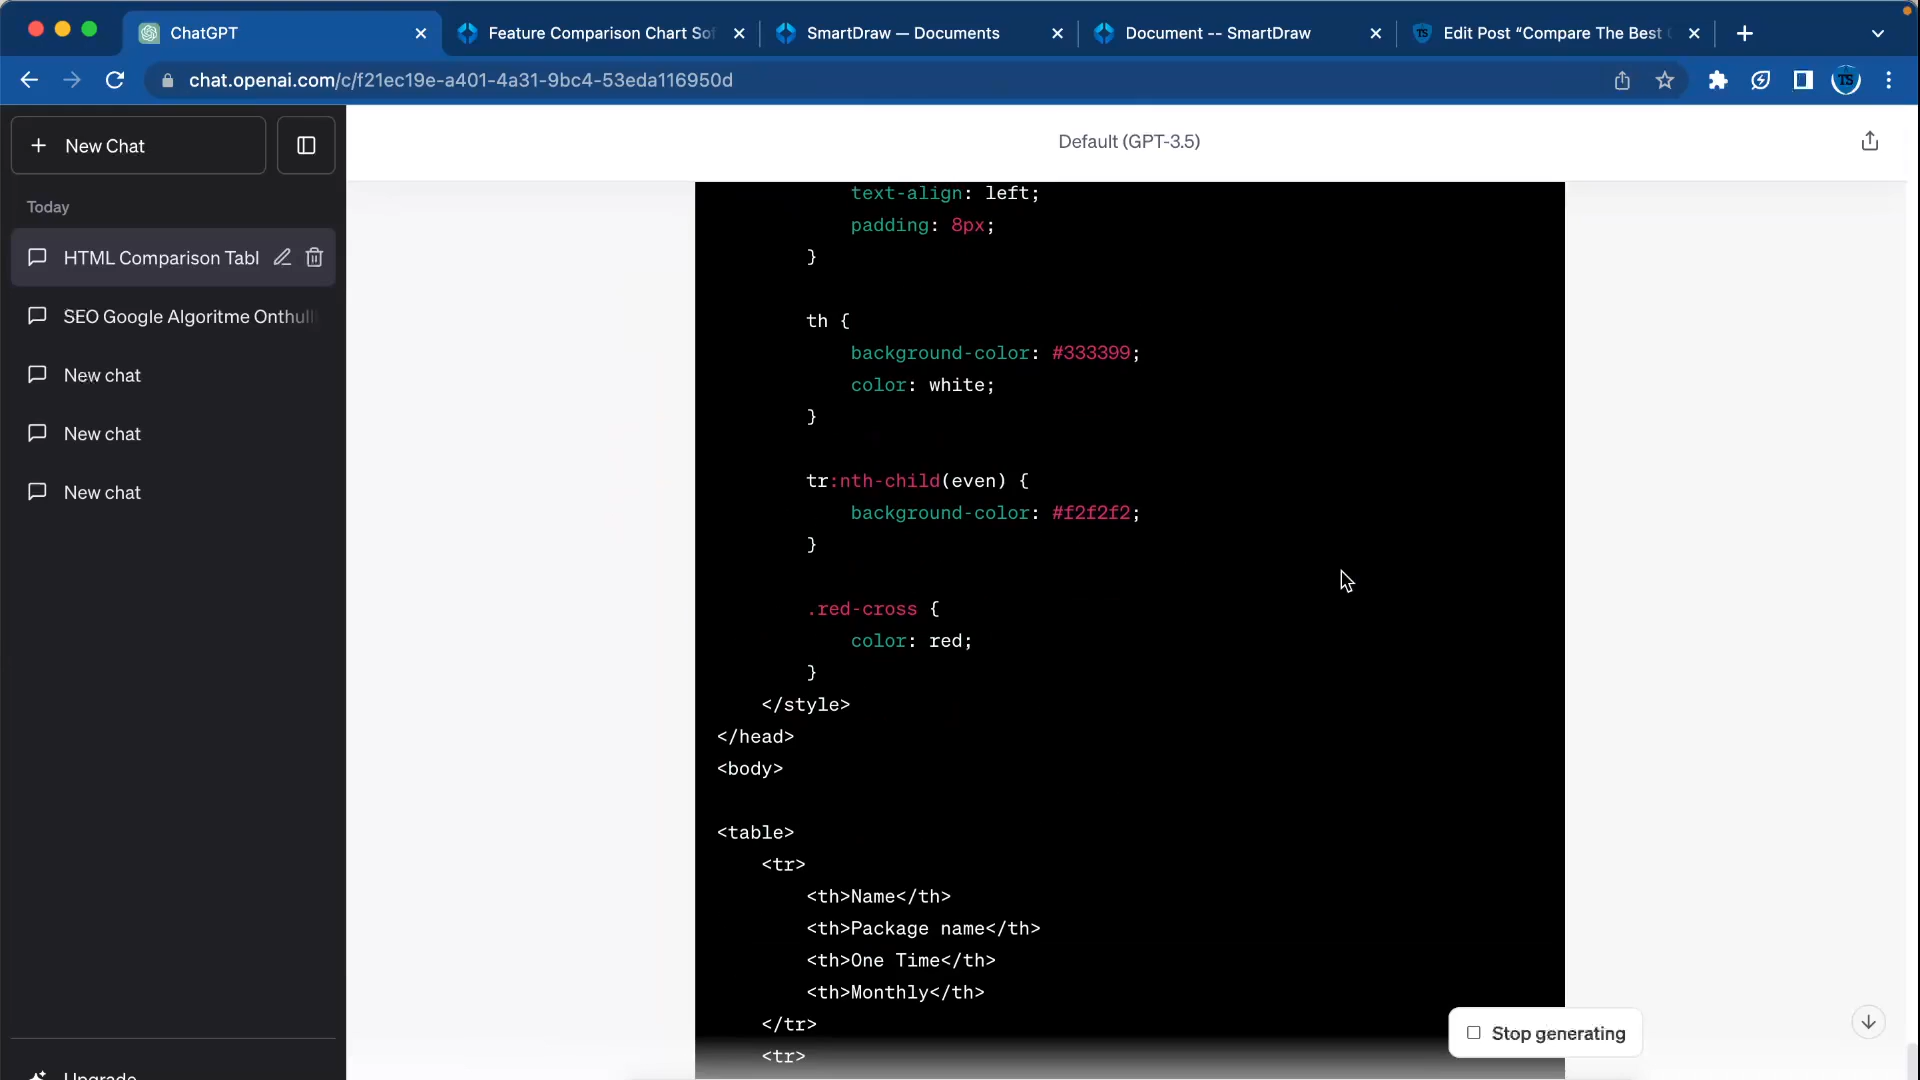 ChatGPT
Feature Comparison Chart Sof
SmartDraw — Documents
Document -- SmartDraw
Edit Post “Compare The Best
chat.openai.com/c/f21ec19e-a401-4a31-9bc4-53eda116950d
TS
New Chat
Default (GPT-3.5)
Today
HTML Comparison Tabl
SEO Google Algoritme Onthull
New chat
New chat
New chat
Upgrade
text-align: left;
padding: 8px;
}
th {
background-color: #333399;
color: white;
}
tr:nth-child(even) {
background-color: #f2f2f2;
}
.red-cross {
color: red;
}
</style>
</head>
<body>
<table>
<tr>
<th>Name</th>
<th>Package name</th>
<th>One Time</th>
<th>Monthly</th>
</tr>
<tr>
Stop generating